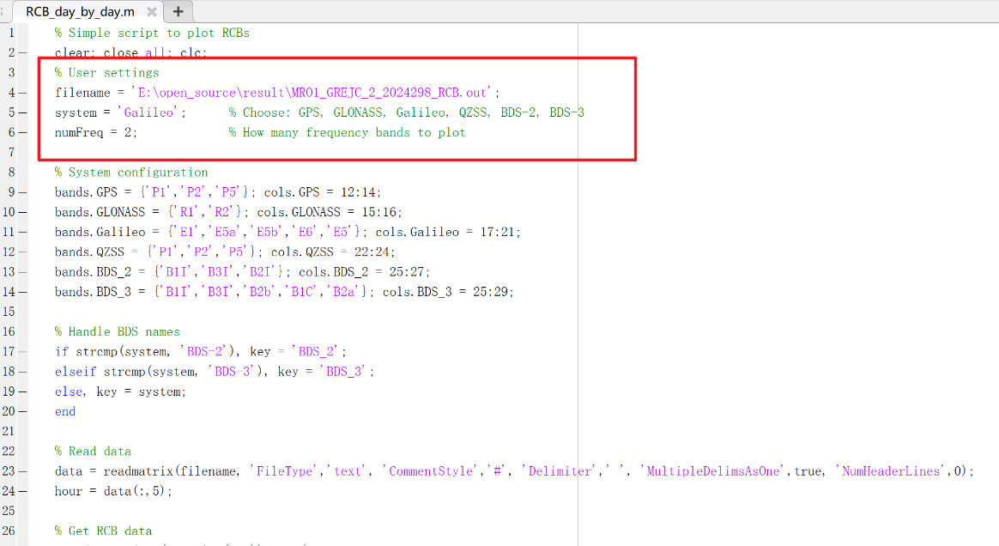 RCB_day_by_day.m
1 % Simple script to plot RCBs
2 clear; close all; clc;
3 % User settings
4 filename = 'E:\open_source\result\MRO1_GREJC_2_2024298_RCB.out';
5 system = 'Galileo'; % Choose: GPS, GLONASS, Galileo, QZSS, BDS-2, BDS-3
6 numFreq = 2; % How many frequency bands to plot
7
8 % System configuration
9 bands.GPS = {'P1','P2','P5'}; cols.GPS = 12:14;
10 bands.GLONASS = {'R1','R2'}; cols.GLONASS = 15:16;
11 bands.Galileo = {'E1','E5a','E5b','E6','E5'}; cols.Galileo = 17:21;
12 bands.QZSS = {'P1','P2','P5'}; cols.QZSS = 22:24;
13 bands.BDS_2 = {'B1I','B3I','B2I'}; cols.BDS_2 = 25:27;
14 bands.BDS_3 = {'B1I','B3I','B2b','B1C','B2a'}; cols.BDS_3 = 25:29;
15
16 % Handle BDS names
17 if strcmp(system, 'BDS-2'), key = 'BDS_2';
18 elseif strcmp(system, 'BDS-3'), key = 'BDS_3';
19 else, key = system;
20 end
21
22 % Read data
23 data = readmatrix(filename, 'FileType','text', 'CommentStyle','#', 'Delimiter',' ', 'MultipleDelimsAsOne',true, 'NumHeaderLines',0);
24 hour = data(:,5);
25
26 % Get RCB data